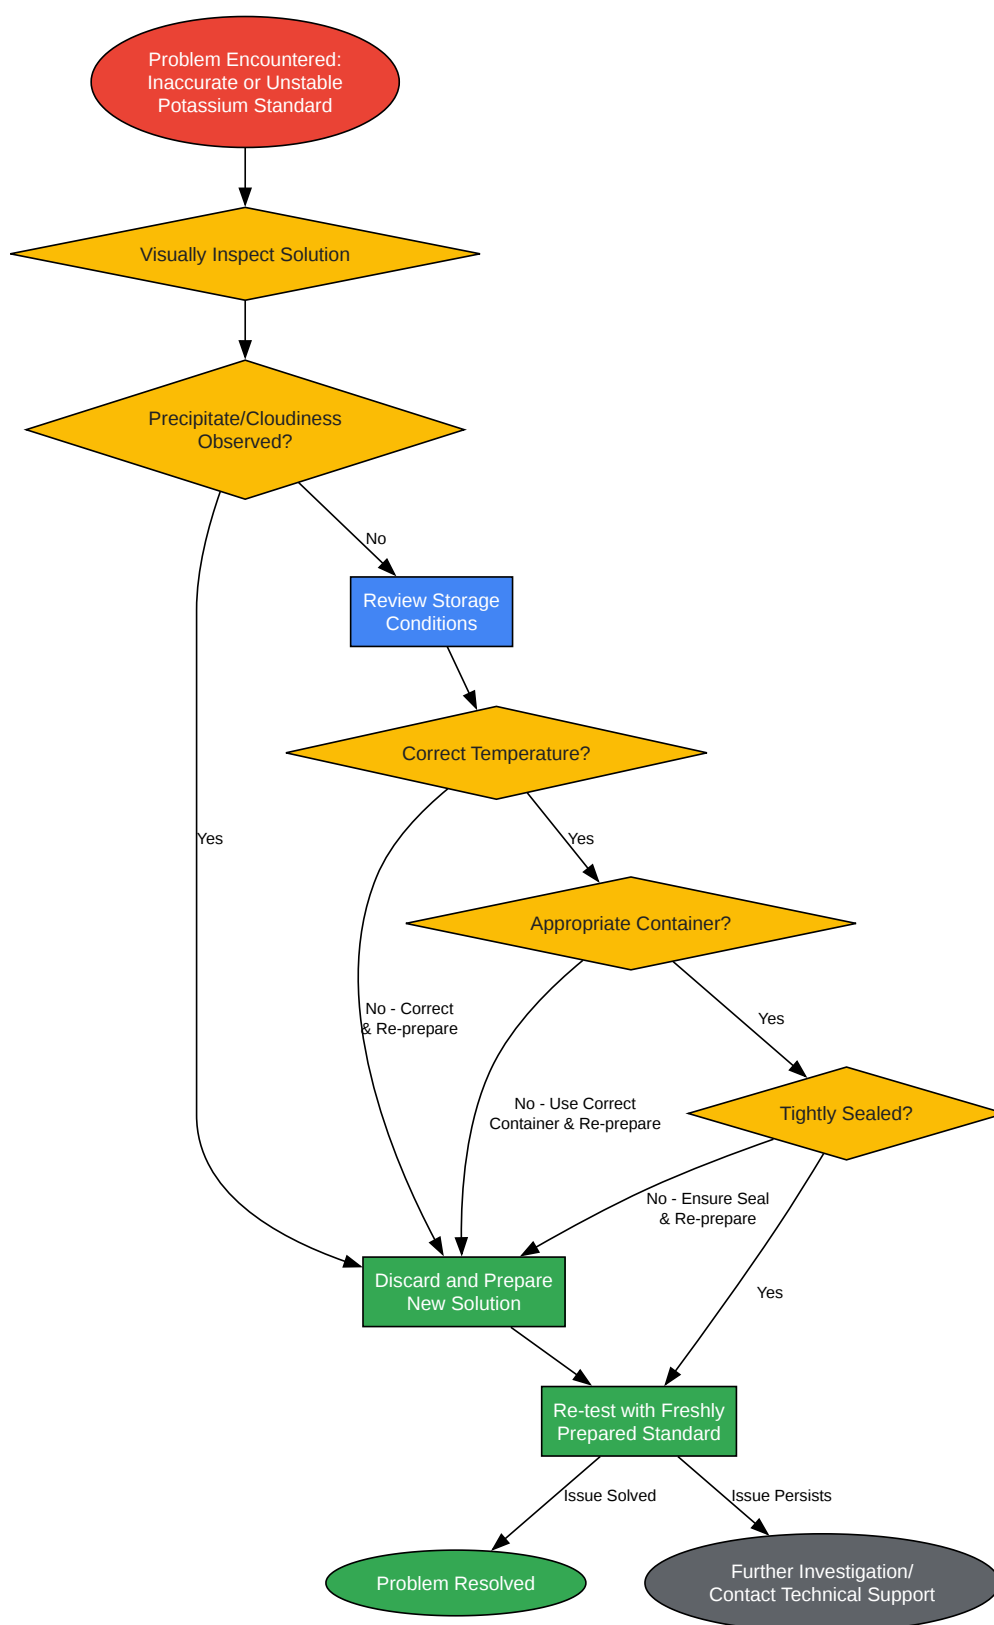 Problem Encountered:
Inaccurate or Unstable
Potassium Standard
Visually Inspect Solution
Precipitate/Cloudiness
Observed?
No
Review Storage
Conditions
Correct Temperature?
Yes
Yes
Appropriate Container?
No - Correct
& Re-prepare
Yes
No - Use Correct
Container & Re-prepare
Tightly Sealed?
No - Ensure Seal
& Re-prepare
Yes
Discard and Prepare
New Solution
Re-test with Freshly
Prepared Standard
Issue Solved
Issue Persists
Problem Resolved
Further Investigation/
Contact Technical Support